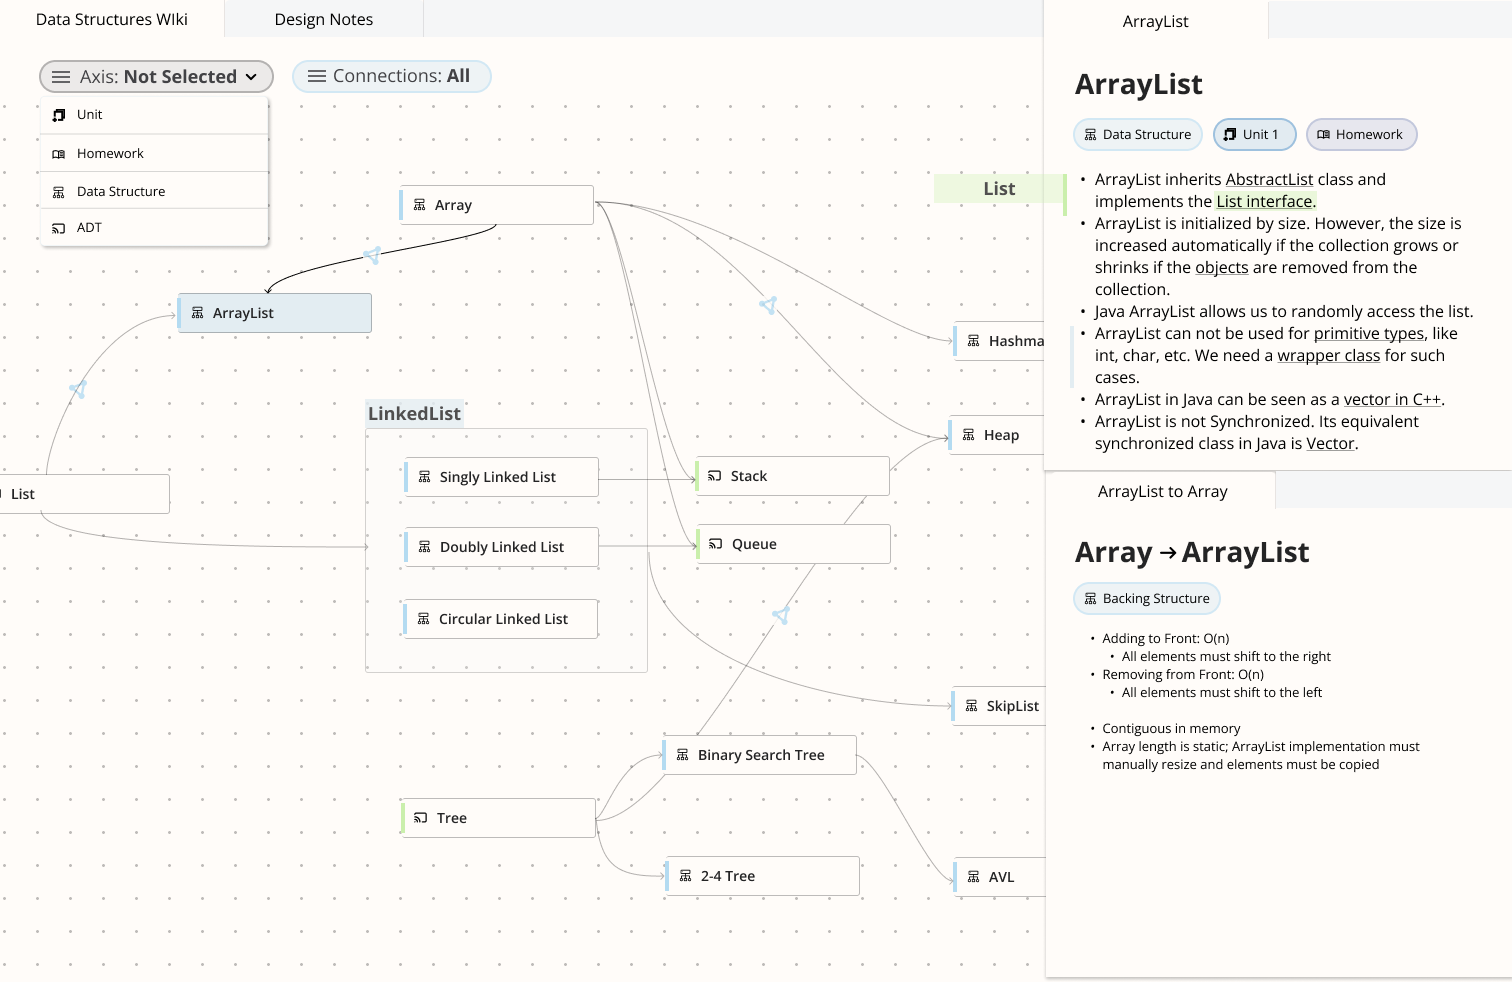 Data Structures WIki
Design Notes
Axis: Not Selected
Connections: All
Unit
Homework
Data Structure
ADT
Array
ArrayList
List
LinkedList
Singly Linked List
Doubly Linked List
Circular Linked List
Stack
Queue
List
Hashma
Heap
SkipList
Binary Search Tree
Tree
2-4 Tree
AVL
ArrayList
ArrayList
Data Structure
Unit 1
Homework
• ArrayList inherits AbstractList class and
implements the List interface.
• ArrayList is initialized by size. However, the size is
increased automatically if the collection grows or
shrinks if the objects are removed from the
collection.
• Java ArrayList allows us to randomly access the list.
• ArrayList can not be used for primitive types, like
int, char, etc. We need a wrapper class for such
cases.
• ArrayList in Java can be seen as a vector in C++.
• ArrayList is not Synchronized. Its equivalent
synchronized class in Java is Vector.
ArrayList to Array
Array → ArrayList
Backing Structure
• Adding to Front: O(n)
• All elements must shift to the right
• Removing from Front: O(n)
• All elements must shift to the left
• Contiguous in memory
• Array length is static; ArrayList implementation must
manually resize and elements must be copied